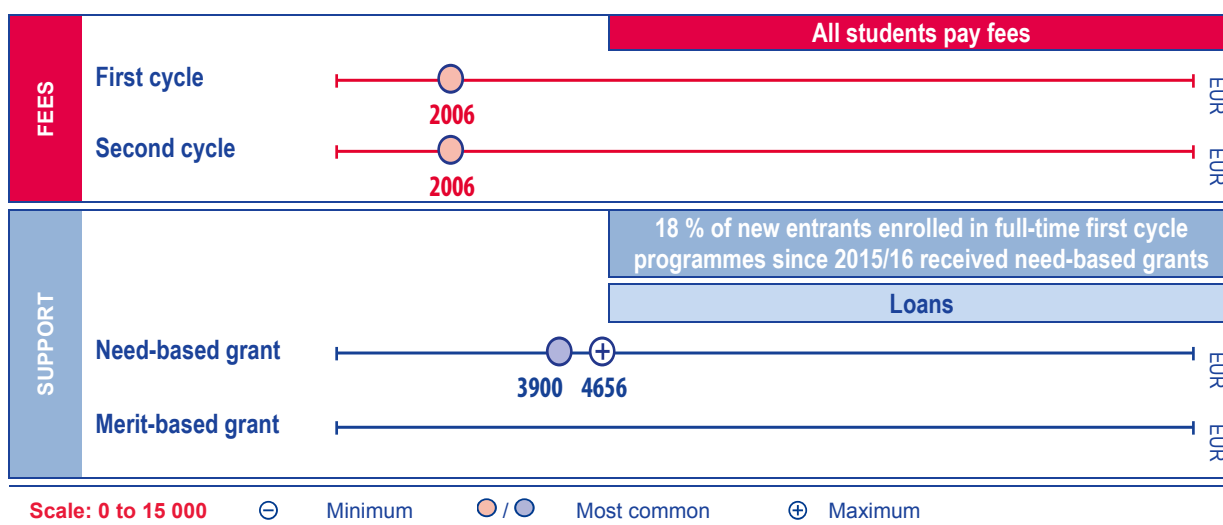 All students pay fees
FEES
First cycle
2006
EUR
Second cycle
2006
EUR
18 % of new entrants enrolled in full-time first cycle
programmes since 2015/16 received need-based grants
Loans
SUPPORT
Need-based grant
3900 4656
EUR
Merit-based grant
EUR
Scale: 0 to 15 000 Minimum / Most common Maximum